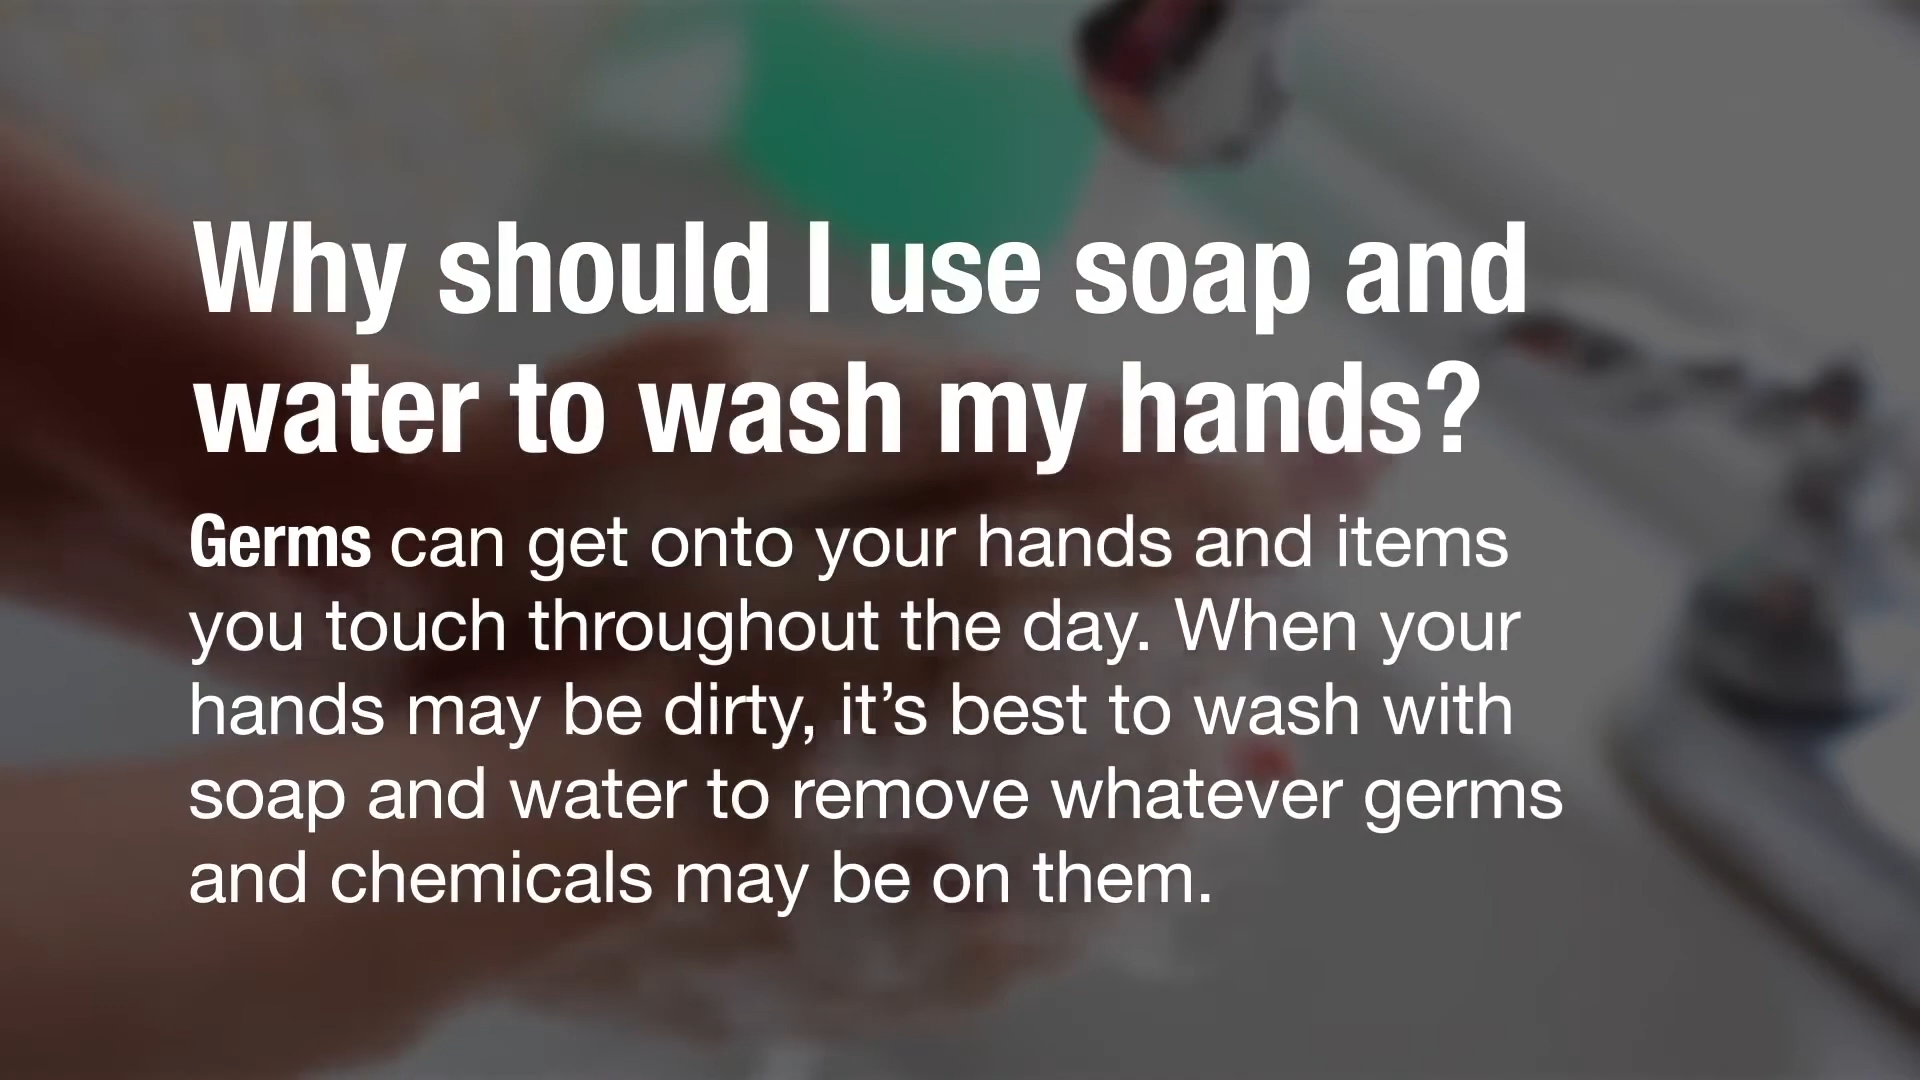 Why should I use soap and
water to wash my hands?
Germs can get onto your hands and items
you touch throughout the day. When your
hands may be dirty, it’s best to wash with
soap and water to remove whatever germs
and chemicals may be on them.